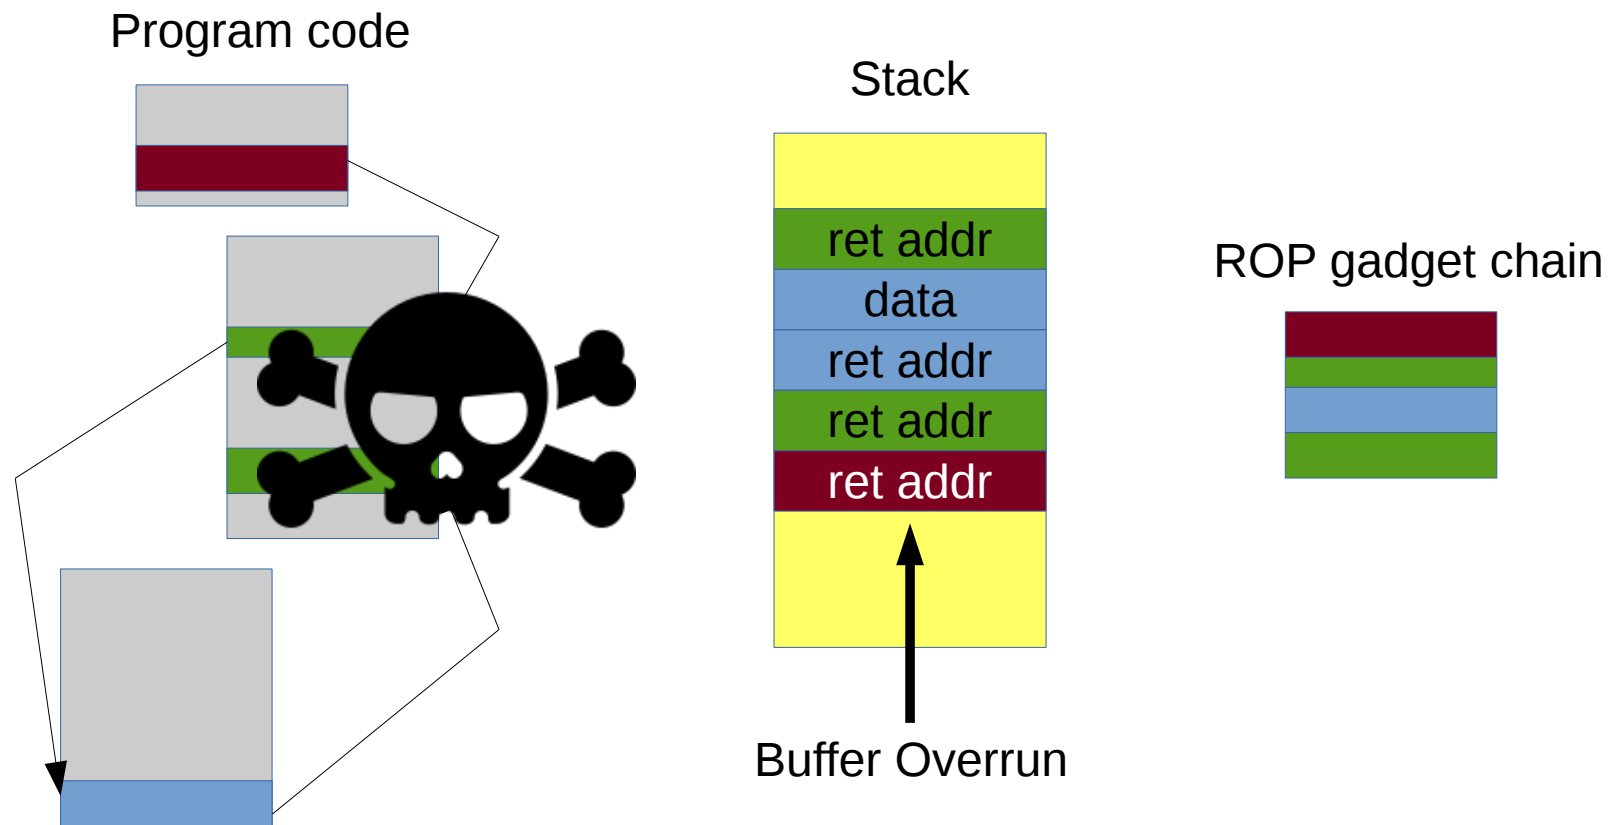 Program code
Stack
ret addr
data
ret addr
ret addr
ret addr
Buffer Overrun
ROP gadget chain